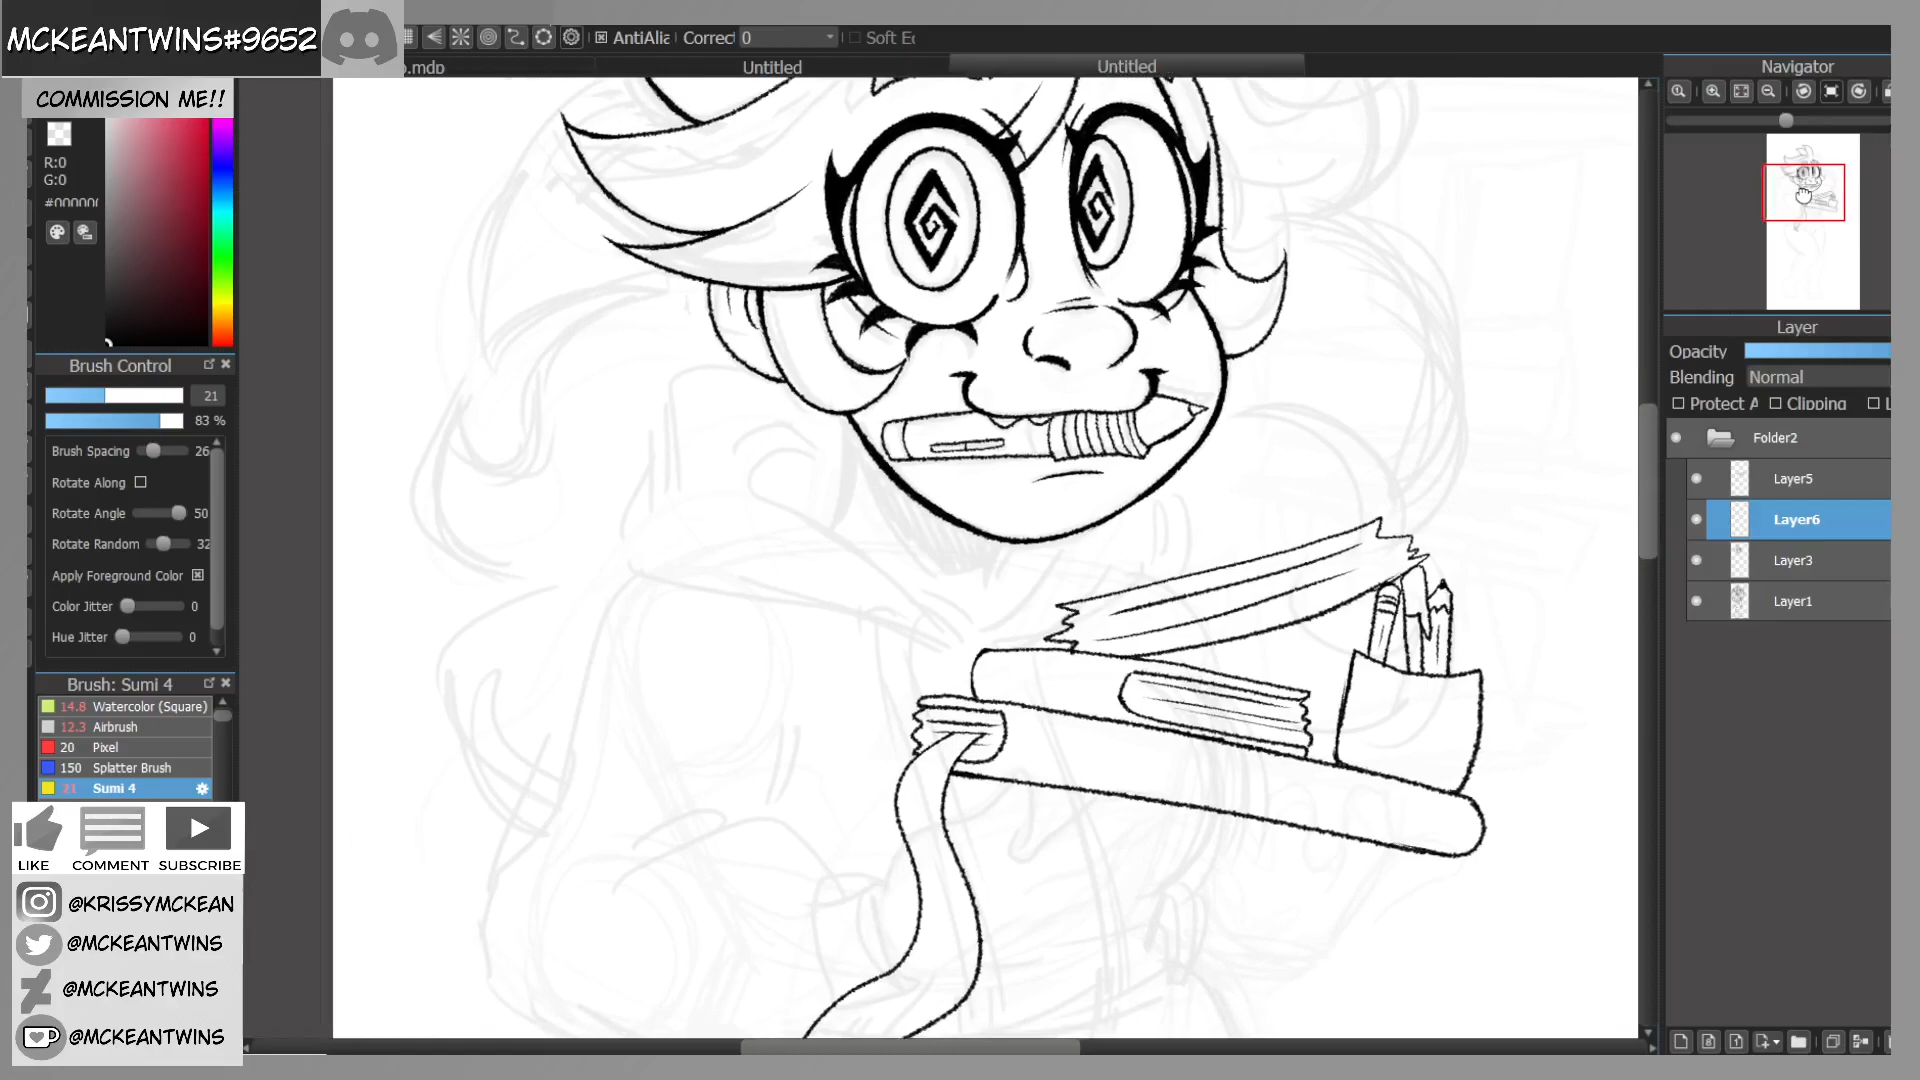 MCKEANTWINS#9652
COMMISSION ME!!
AntiAlia
Correct
0
Soft E
o.mdp
Untitled
Untitled
R:0
G:0
#000000
Brush Control
21
83 %
Brush Spacing
26
Rotate Along
Rotate Angle
50
Rotate Random
32
Apply Foreground Color
Color Jitter
0
Hue Jitter
0
Brush: Sumi 4
14.8 Watercolor (Square)
12.3 Airbrush
20 Pixel
150 Splatter Brush
21 Sumi 4
LIKE
COMMENT
SUBSCRIBE
@KRISSYMCKEAN
@MCKEANTWINS
@MCKEANTWINS
@MCKEANTWINS
Navigator
Layer
Opacity
Blending
Normal
Protect A
Clipping
L
Folder2
Layer5
Layer6
Layer3
Layer1